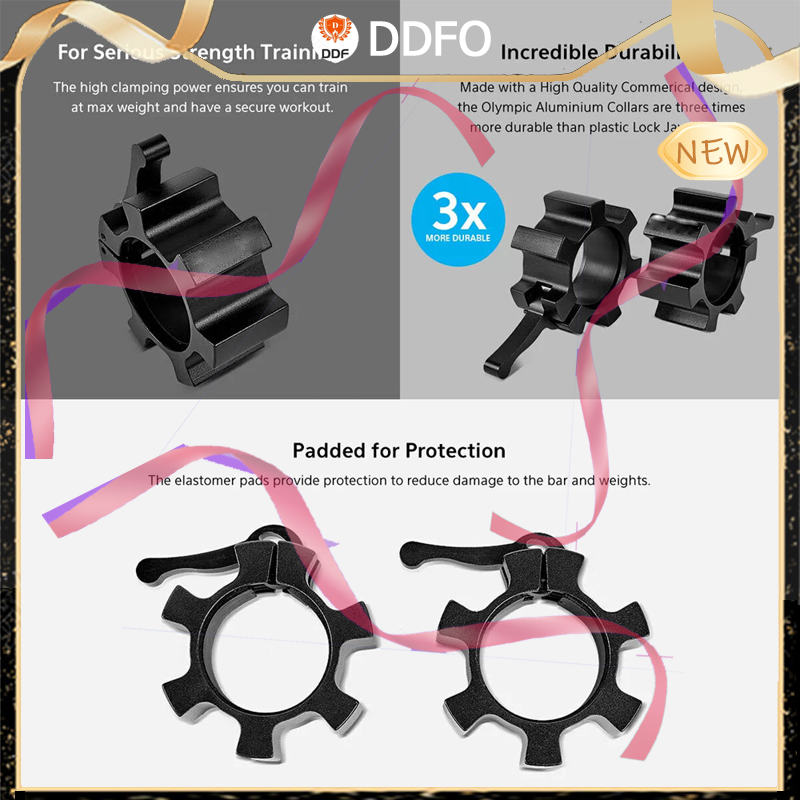 DDF
DDFO
For Serious Strength
The high clamping power ensures you can train
at max weight and have a secure workout.
Incredible
Made with a High Quality Commerical design,
the Olympic Aluminium Collars are three times
more durable than plastic Lock
NEW
3x
MORE DURABLE
Padded for Protection
The elastomer pads provide protection to reduce damage to the bar and weights.